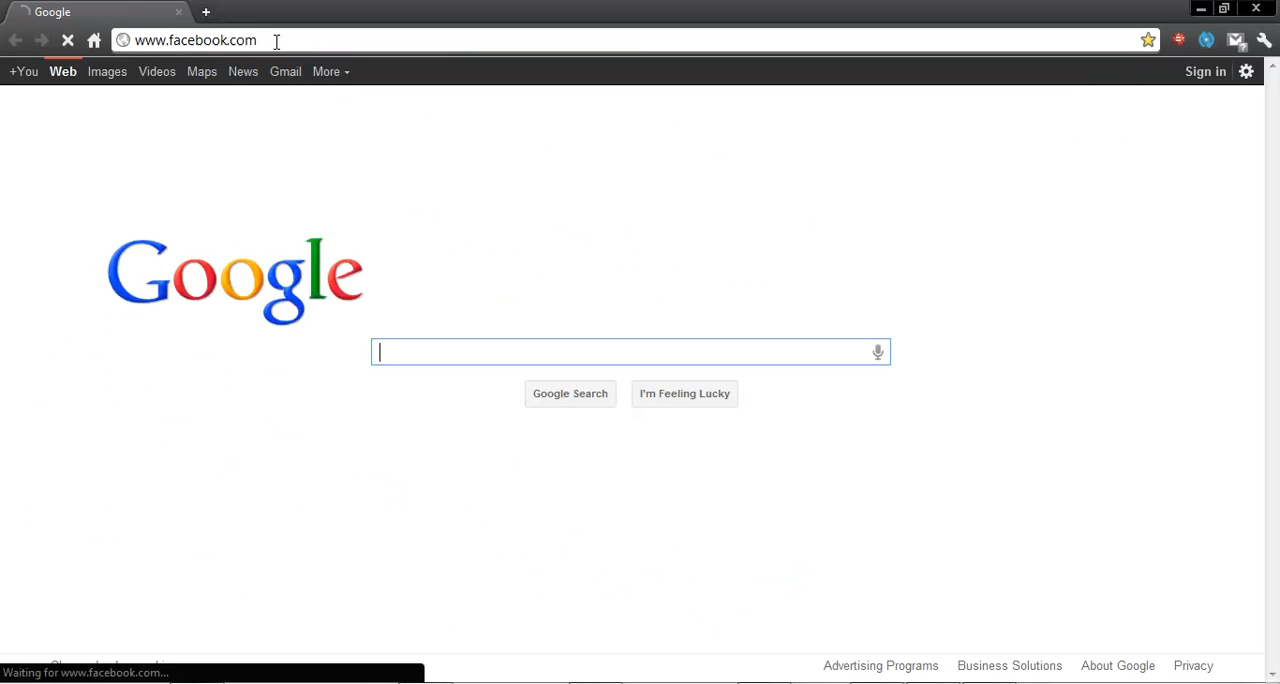 Google
www.facebook.com
+You Web Images Videos Maps News Gmail More Sign in
Google
Google Search I'm Feeling Lucky
Advertising Programs Business Solutions About Google Privacy
Waiting for www.facebook.com...